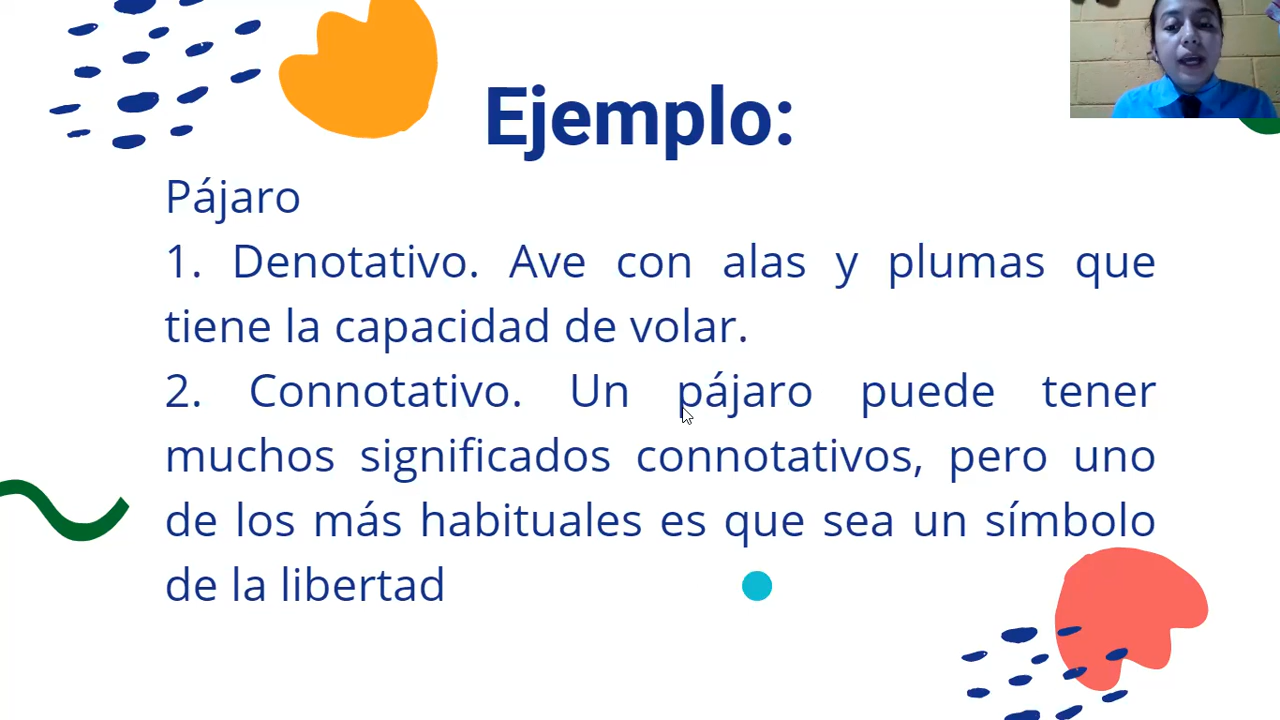 Ejemplo:
Pájaro
1. Denotativo. Ave con alas y plumas que
tiene la capacidad de volar.
2. Connotativo. Un pájaro puede tener
muchos significados connotativos, pero uno
de los más habituales es que sea un símbolo
de la libertad